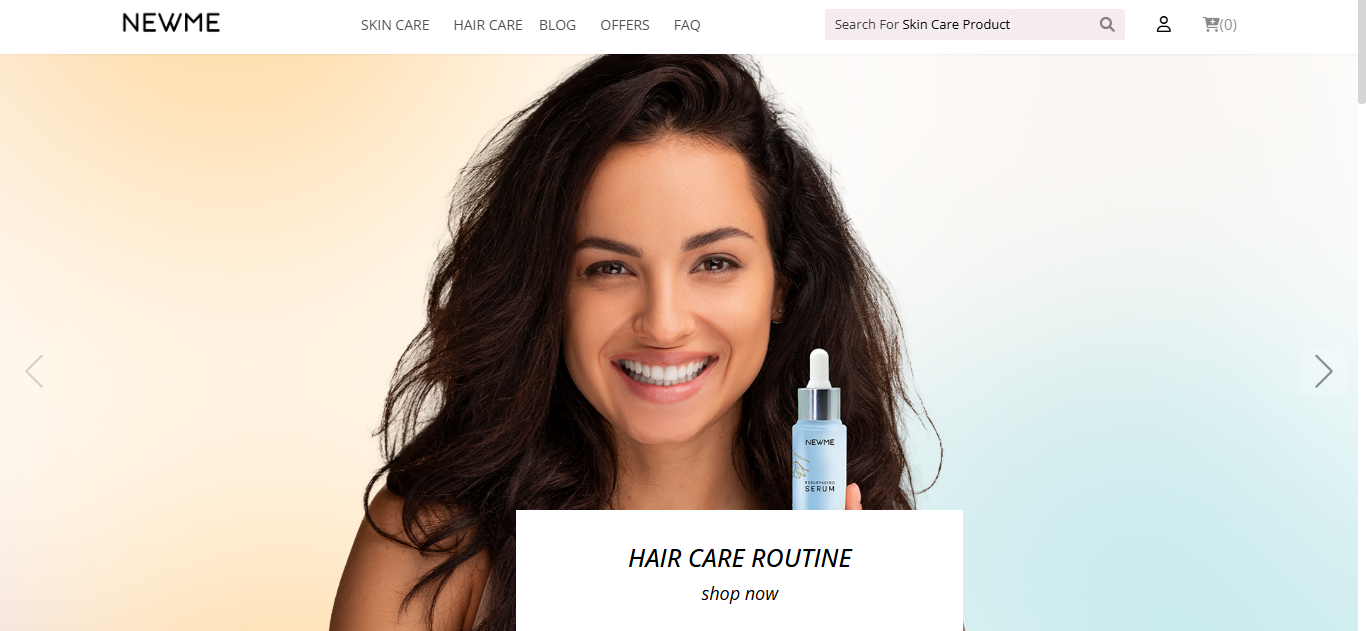 NEWME
SKIN CARE HAIR CARE BLOG OFFERS FAQ
Search For Skin Care Product
(0)
NEWME
RESURFACING
SERUM
HAIR CARE ROUTINE
shop now